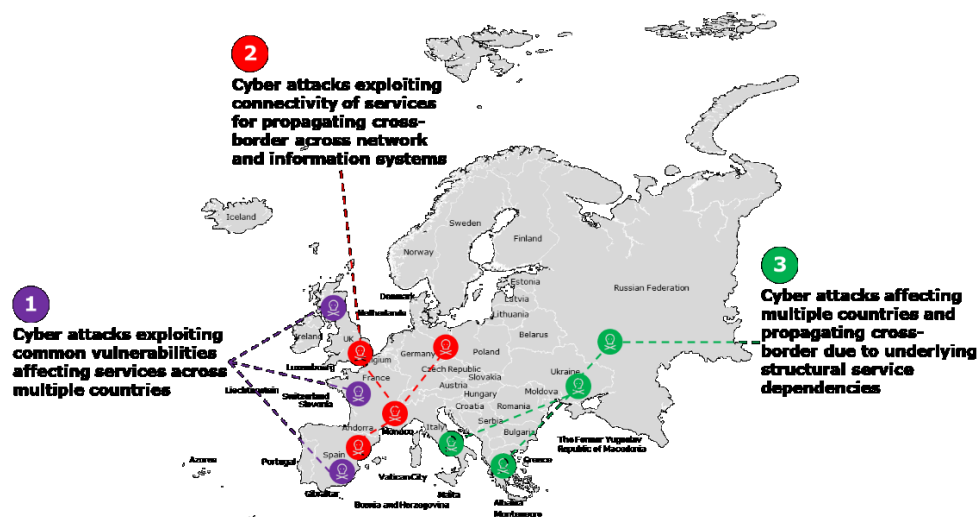 2
Cyber attacks exploiting
connectivity of services
for propagating cross-
border across network
and information systems
1
Cyber attacks exploiting
common vulnerabilities
affecting services across
multiple countries
3
Cyber attacks affecting
multiple countries and
propagating cross-
border due to underlying
structural service
dependencies
Iceland
Sweden
Norway
Finland
Russian Federation
Estonia
Latvia
Lithuania
Denmark
Netherlands
Ireland
UK
Belarus
Luxembourg
Germany
Poland
Czech Republic
Ukraine
Liechtenstein
Switzerland
Slovenia
France
Slovakia
Austria
Hungary
Moldova
Croatia
Romania
Andorra
Monaco
Italy
Serbia
Bulgaria
The Former Yugoslav
Republic of Macedonia
Azores
Portugal
Spain
Vatican City
Greece
Gibraltar
Malta
Bosnia and Herzegovina
Albania
Montenegro